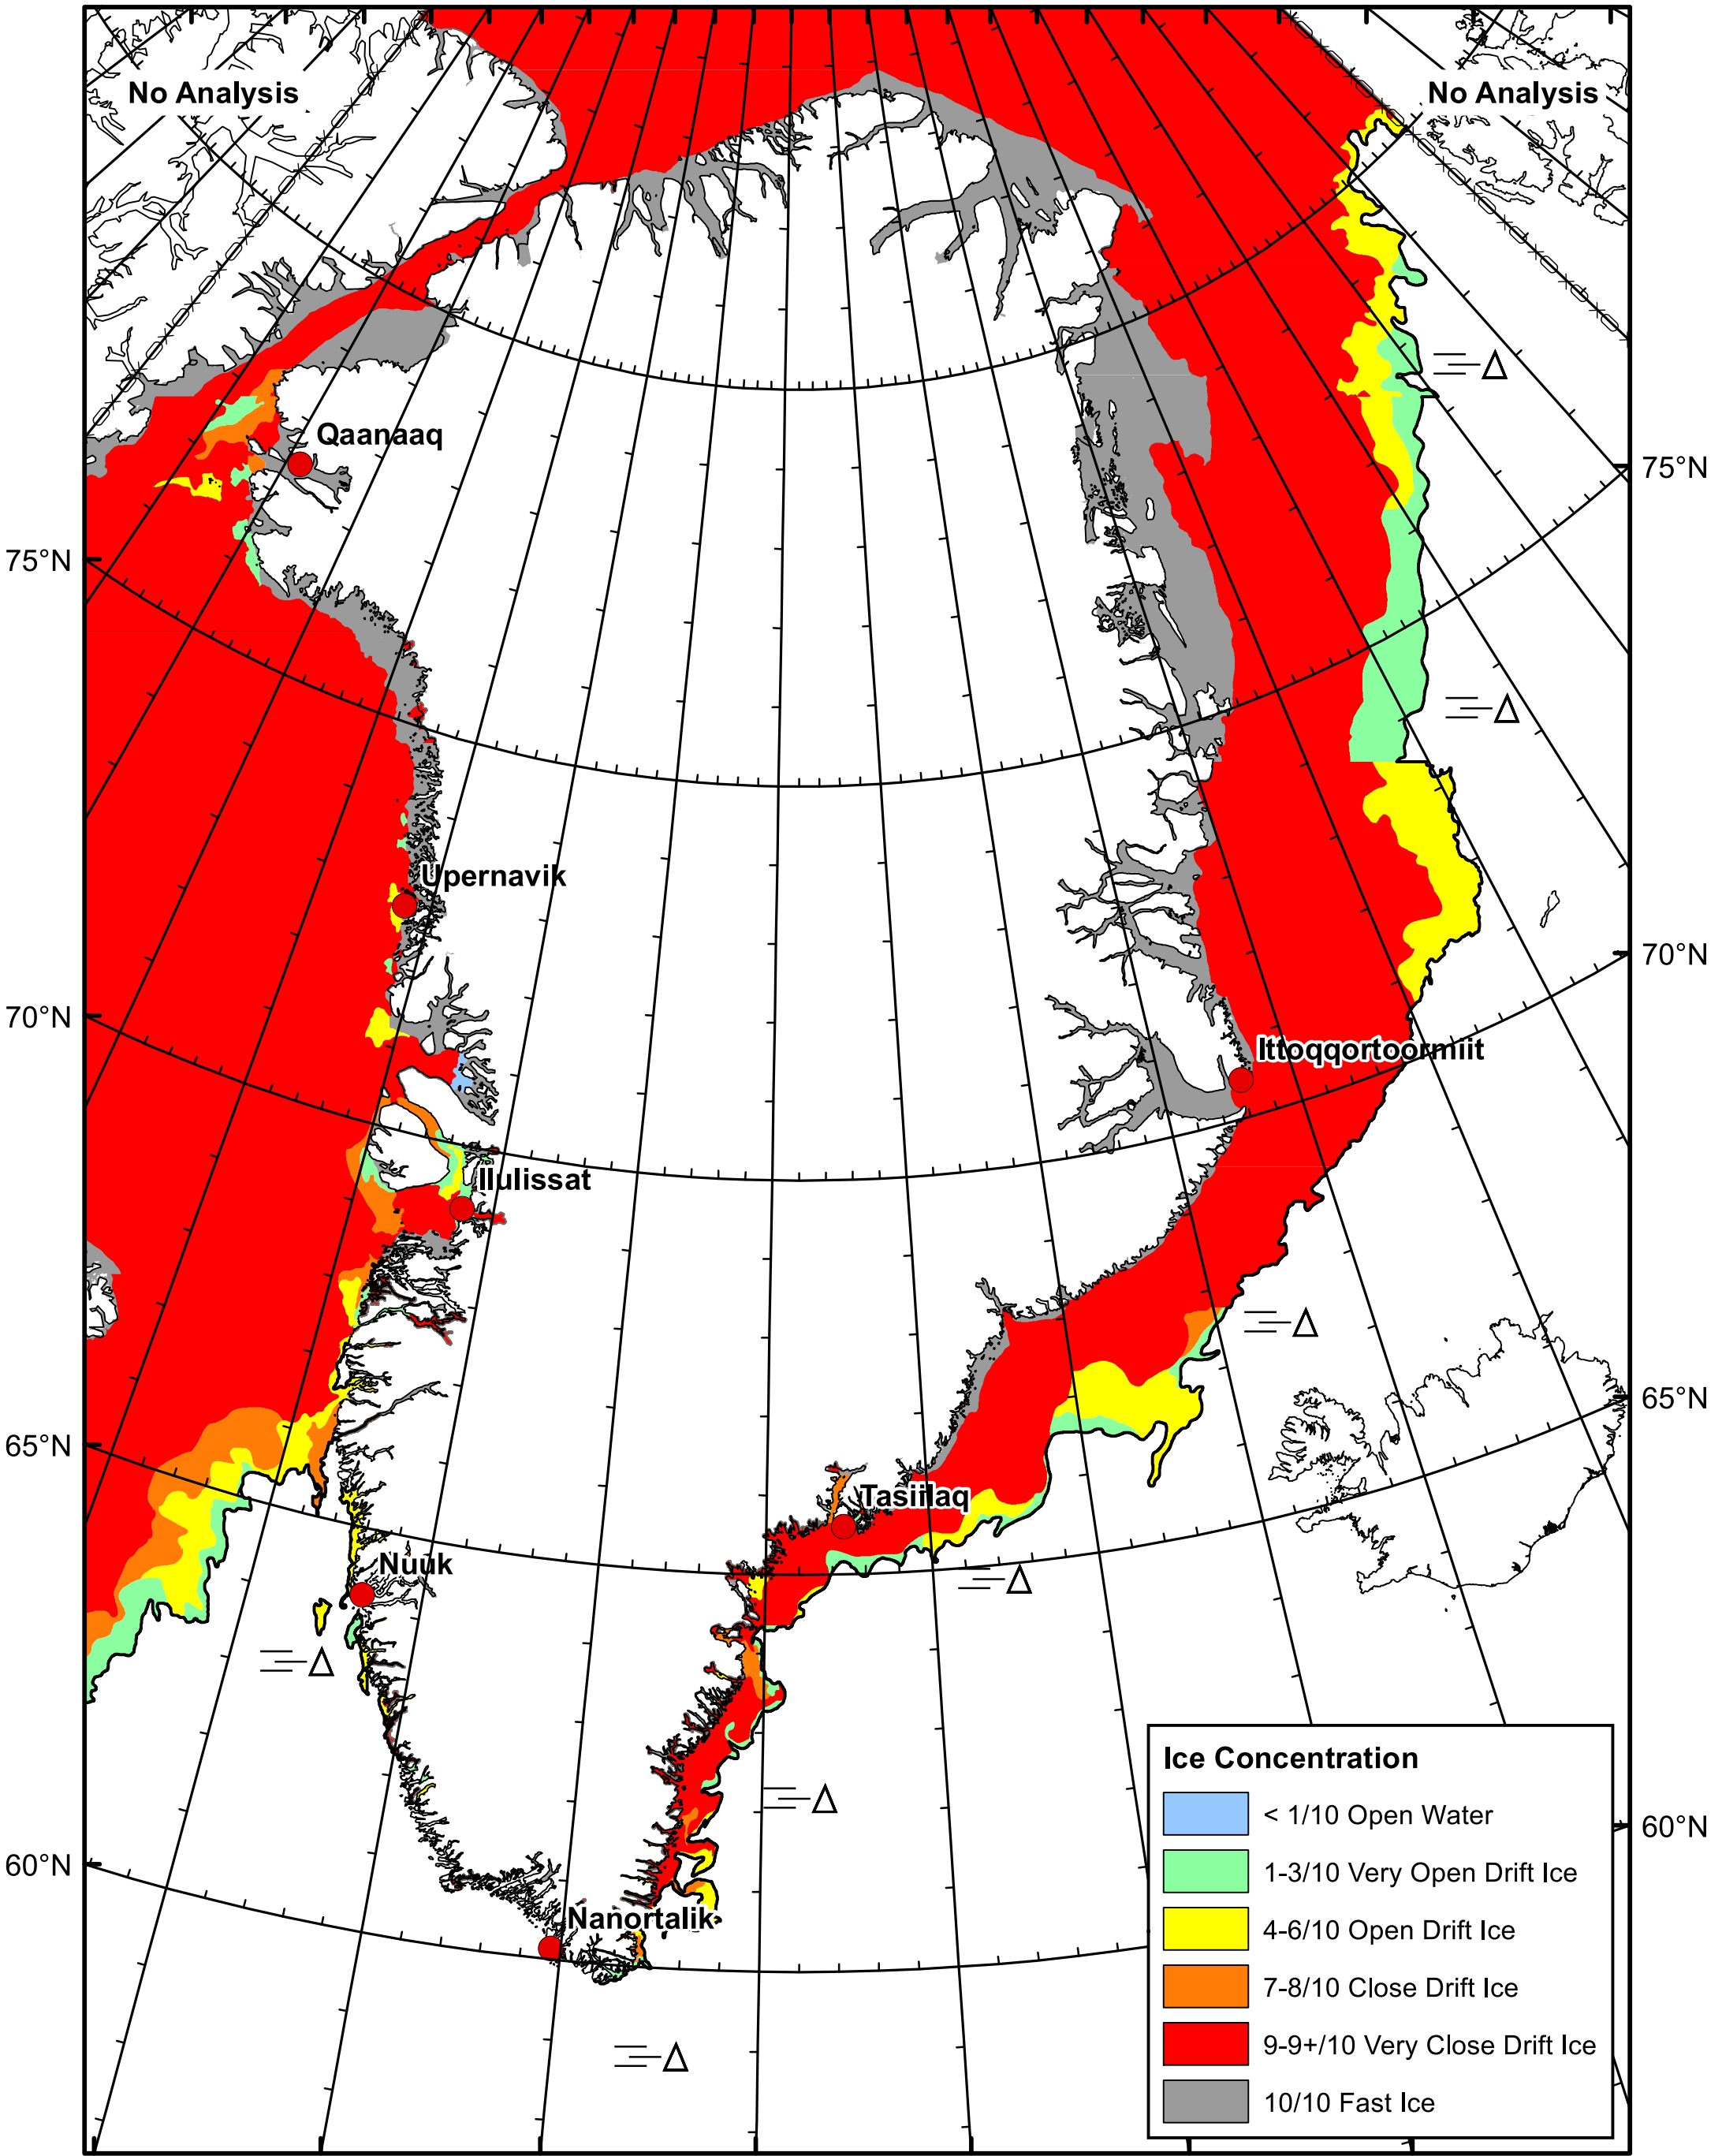 No Analysis
No Analysis
Qaanaaq
75°N
75°N
Upernavik
70°N
70°N
Ittoqqortoormiit
Ilulissat
65°N
65°N
Tasiilaq
Nuuk
60°N
60°N
Nanortalik
Ice Concentration
< 1/10 Open Water
1-3/10 Very Open Drift Ice
4-6/10 Open Drift Ice
7-8/10 Close Drift Ice
9-9+/10 Very Close Drift Ice
10/10 Fast Ice